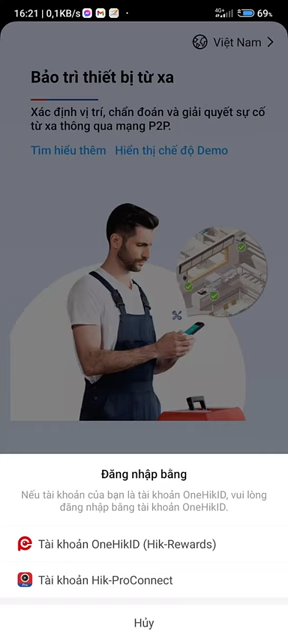 16:21 | 0,1KB/s
4G+
69%
Việt Nam >
Bảo trì thiết bị từ xa
Xác định vị trí, chẩn đoán và giải quyết sự cố
từ xa thông qua mạng P2P.
Tìm hiểu thêm Hiển thị chế độ Demo
Đăng nhập bằng
Nếu tài khoản của bạn là tài khoản OneHikID, vui lòng
đăng nhập bằng tài khoản OneHikID.
Tài khoản OneHikID (Hik-Rewards)
Tài khoản Hik-ProConnect
Hủy